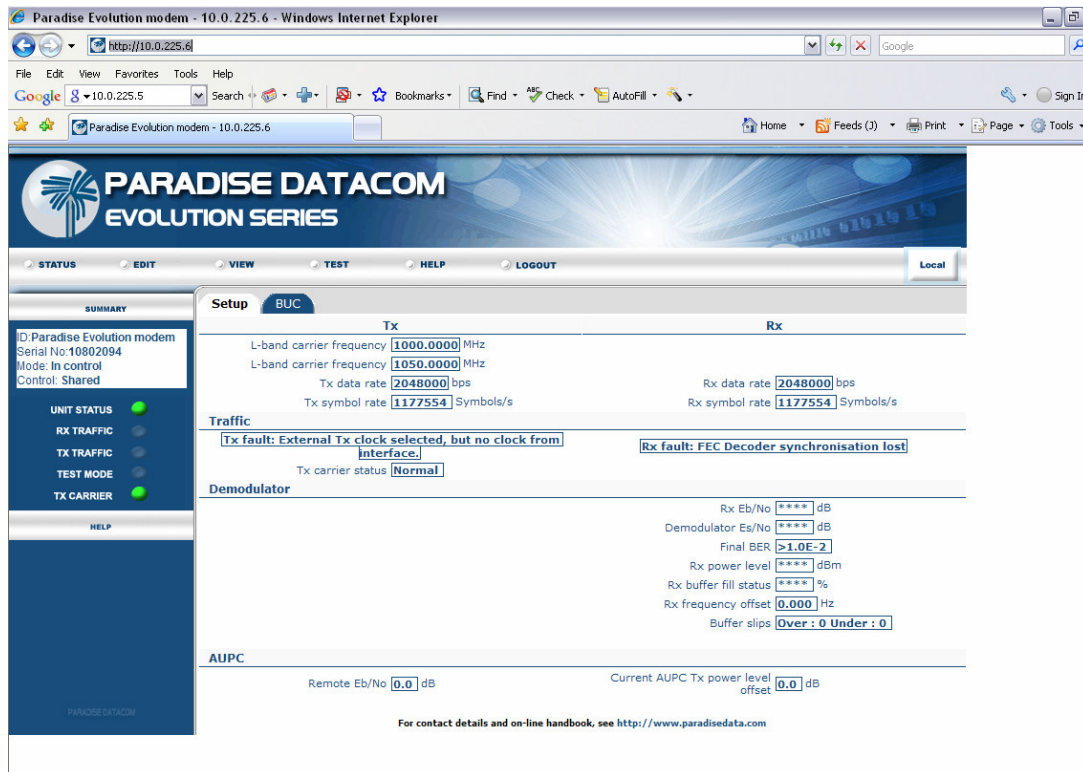 Paradise Evolution modem - 10.0.225.6 - Windows Internet Explorer
http://10.0.225.6
Google
File Edit View Favorites Tools Help
Google 10.0.225.5 Search Bookmarks Find ABC Check AutoFill Sign In
Paradise Evolution modem - 10.0.225.6 Home Feeds (J) Print Page Tools
PARADISE DATACOM
EVOLUTION SERIES
STATUS EDIT VIEW TEST HELP LOGOUT Local
SUMMARY
ID:Paradise Evolution modem
Serial No:10802094
Mode: In control
Control: Shared
UNIT STATUS
RX TRAFFIC
TX TRAFFIC
TEST MODE
TX CARRIER
HELP
PARADISE DATACOM
Setup BUC
Tx Rx
L-band carrier frequency 1000.0000 MHz
L-band carrier frequency 1050.0000 MHz
Tx data rate 2048000 bps Rx data rate 2048000 bps
Tx symbol rate 1177554 Symbols/s Rx symbol rate 1177554 Symbols/s
Traffic
Tx fault: External Tx clock selected, but no clock from
interface.
Rx fault: FEC Decoder synchronisation lost
Tx carrier status Normal
Demodulator
Rx Eb/No **** dB
Demodulator Es/No **** dB
Final BER >1.0E-2
Rx power level **** dBm
Rx buffer fill status **** %
Rx frequency offset 0.000 Hz
Buffer slips Over : 0 Under : 0
AUPC
Remote Eb/No 0.0 dB
Current AUPC Tx power level
offset 0.0 dB
For contact details and on-line handbook, see http://www.paradisedata.com